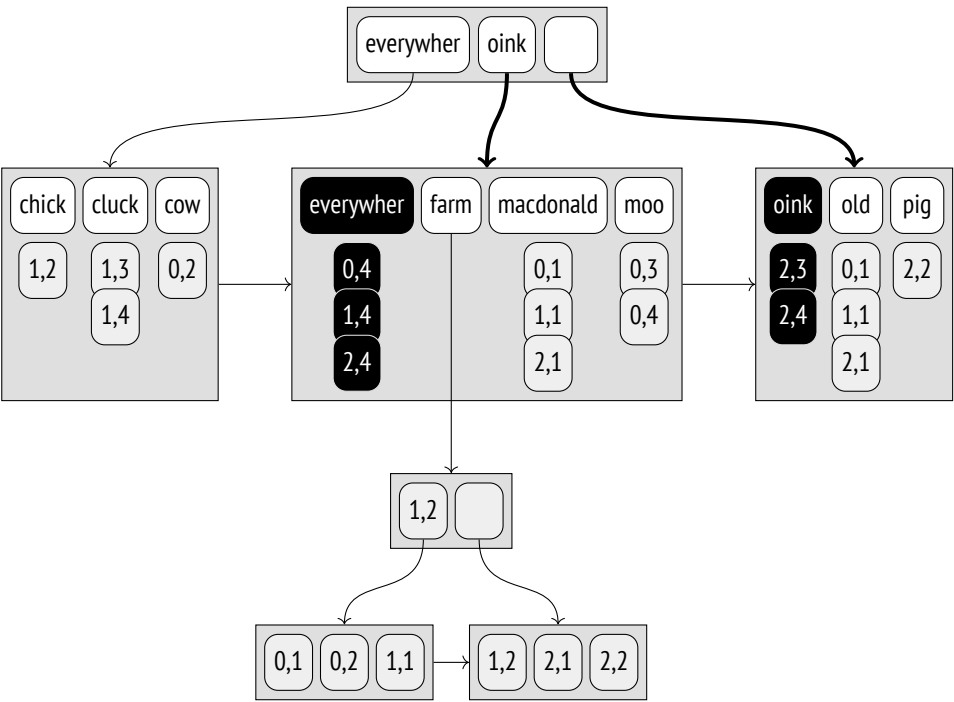 everywher oink
chick cluck cow everywher farm macdonald moo oink old pig
1,2 1,3 0,2 0,4 0,1 0,3 2,3 0,1 2,2
1,4 1,4 1,1 0,4 2,4 1,1
2,4 2,1 2,1
1,2
0,1 0,2 1,1 1,2 2,1 2,2